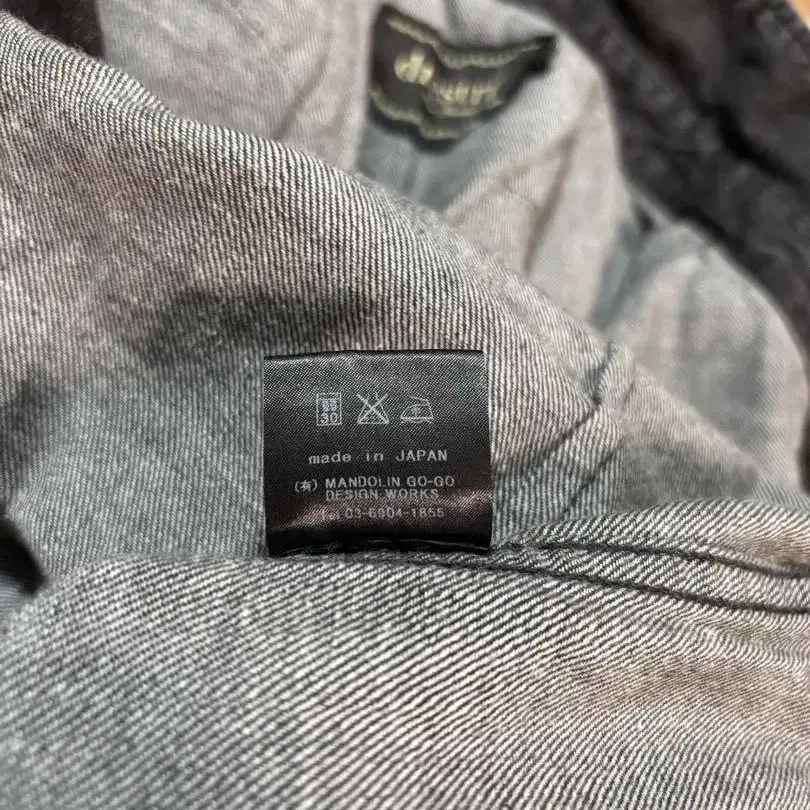 30
made in JAPAN
(有) MANDOLIN GO-GO
DESIGN WORKS
Tel 03-6904-1855